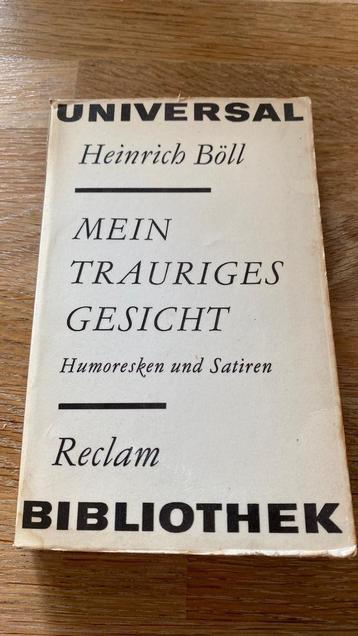 UNIVERSAL
Heinrich Böll
MEIN
TRAURIGES
GESICHT
Humoresken und Satiren
Reclam
BIBLIOTHEK